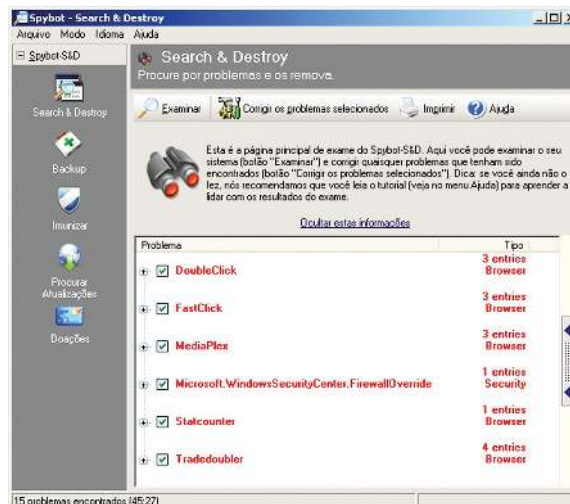 Spybot - Search & Destroy
Arquivo Modo Idioma Ajuda
Spybot-S&D
Search & Destroy
Procure por problemas e os remova.
Search & Destroy
Backup
Imunizar
Procurar
Atualizações
Doações
Examinar Corrigir os problemas selecionados Imprimir Ajuda
Esta é a página principal de exame do Spybot-S&D. Aqui você pode examinar o seu
sistema (botão "Examinar") e corrigir quaisquer problemas que tenham sido
encontrados (botão "Corrigir os problemas selecionados"). Dica: se você ainda não o
fez, nós recomendamos que você leia o tutorial (veja no menu Ajuda) para aprender a
lidar com os resultados do exame.
Ocultar estas informações
Problema Tipo
DoubleClick 3 entries
Browser
FastClick 3 entries
Browser
MediaPlex 3 entries
Browser
Microsoft.WindowsSecurityCenter.FirewallOverride 1 entries
Security
Statcounter 1 entries
Browser
Tradedoubler 4 entries
Browser
15 problemas encontrados (45:27)